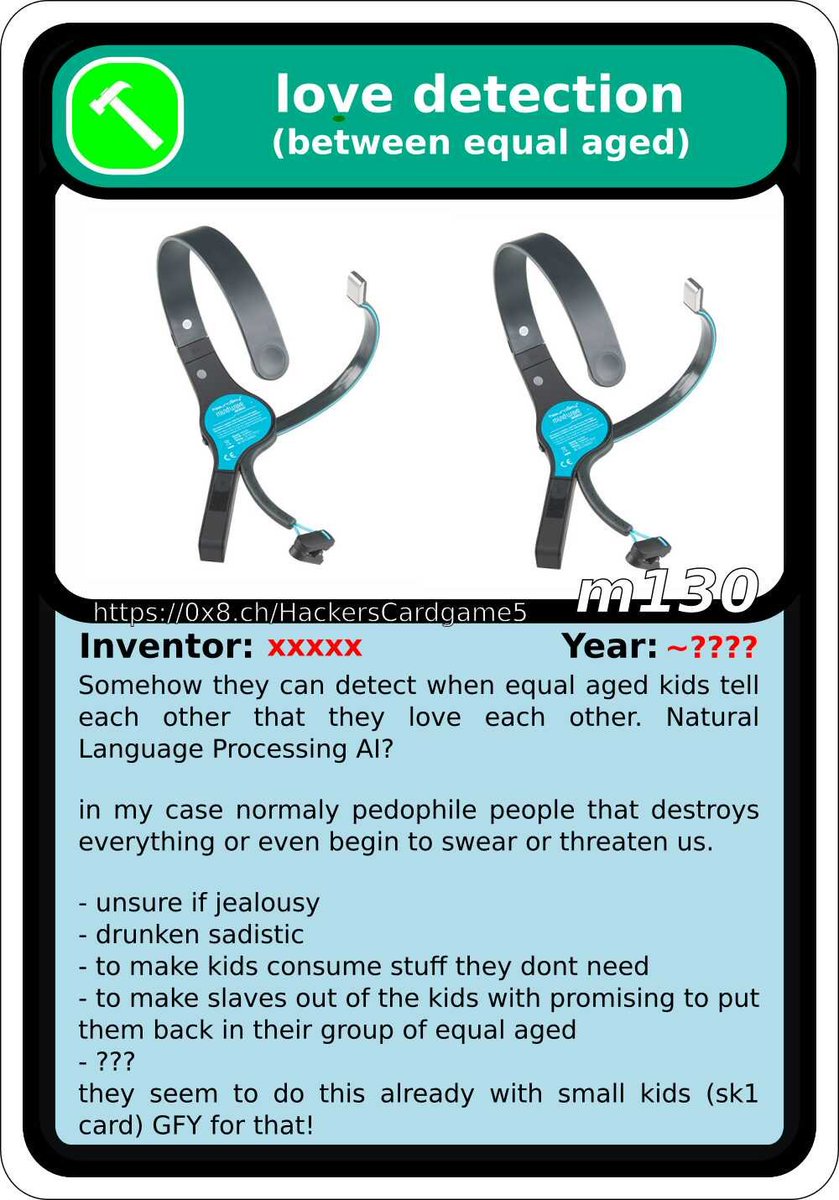 love detection
(between equal aged)
mindwave
mindwave
m130
https://0x8.ch/HackersCardgame5
Inventor: xxxxx Year: ~????
Somehow they can detect when equal aged kids tell
each other that they love each other. Natural
Language Processing AI?
in my case normaly pedophile people that destroys
everything or even begin to swear or threaten us.
- unsure if jealousy
- drunken sadistic
- to make kids consume stuff they dont need
- to make slaves out of the kids with promising to put
them back in their group of equal aged
- ???
they seem to do this already with small kids (sk1
card) GFY for that!